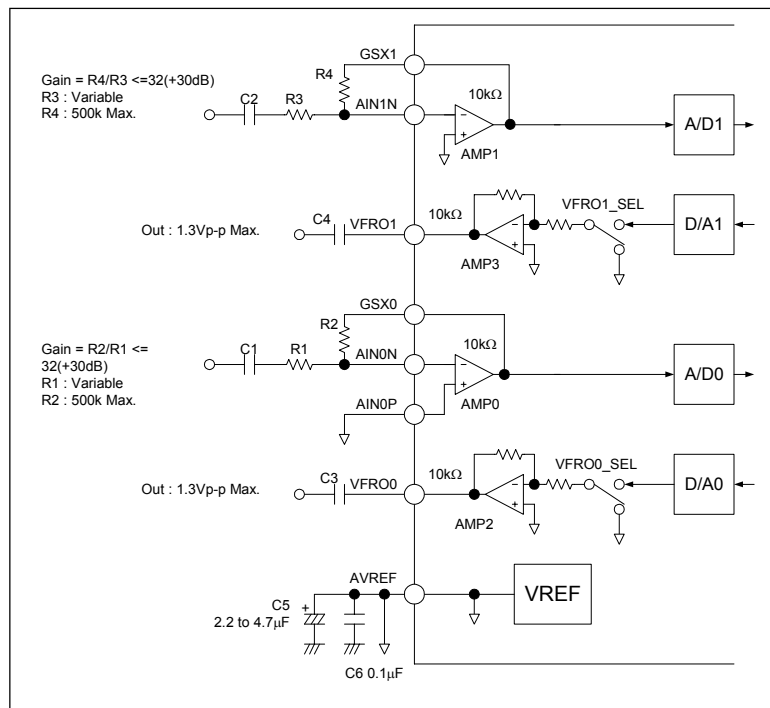 GSX1
Gain = R4/R3 <=32(+30dB)
R3 : Variable
R4 : 500k Max.
R4
C2
R3
AIN1N
10kΩ
AMP1
A/D1
Out : 1.3Vp-p Max.
C4
VFRO1
10kΩ
AMP3
VFRO1_SEL
D/A1
GSX0
Gain = R2/R1 <=
32(+30dB)
R1 : Variable
R2 : 500k Max.
R2
C1
R1
AIN0N
10kΩ
AIN0P
AMP0
A/D0
Out : 1.3Vp-p Max.
C3
VFRO0
10kΩ
AMP2
VFRO0_SEL
D/A0
AVREF
VREF
C5
2.2 to 4.7µF
+
C6 0.1µF